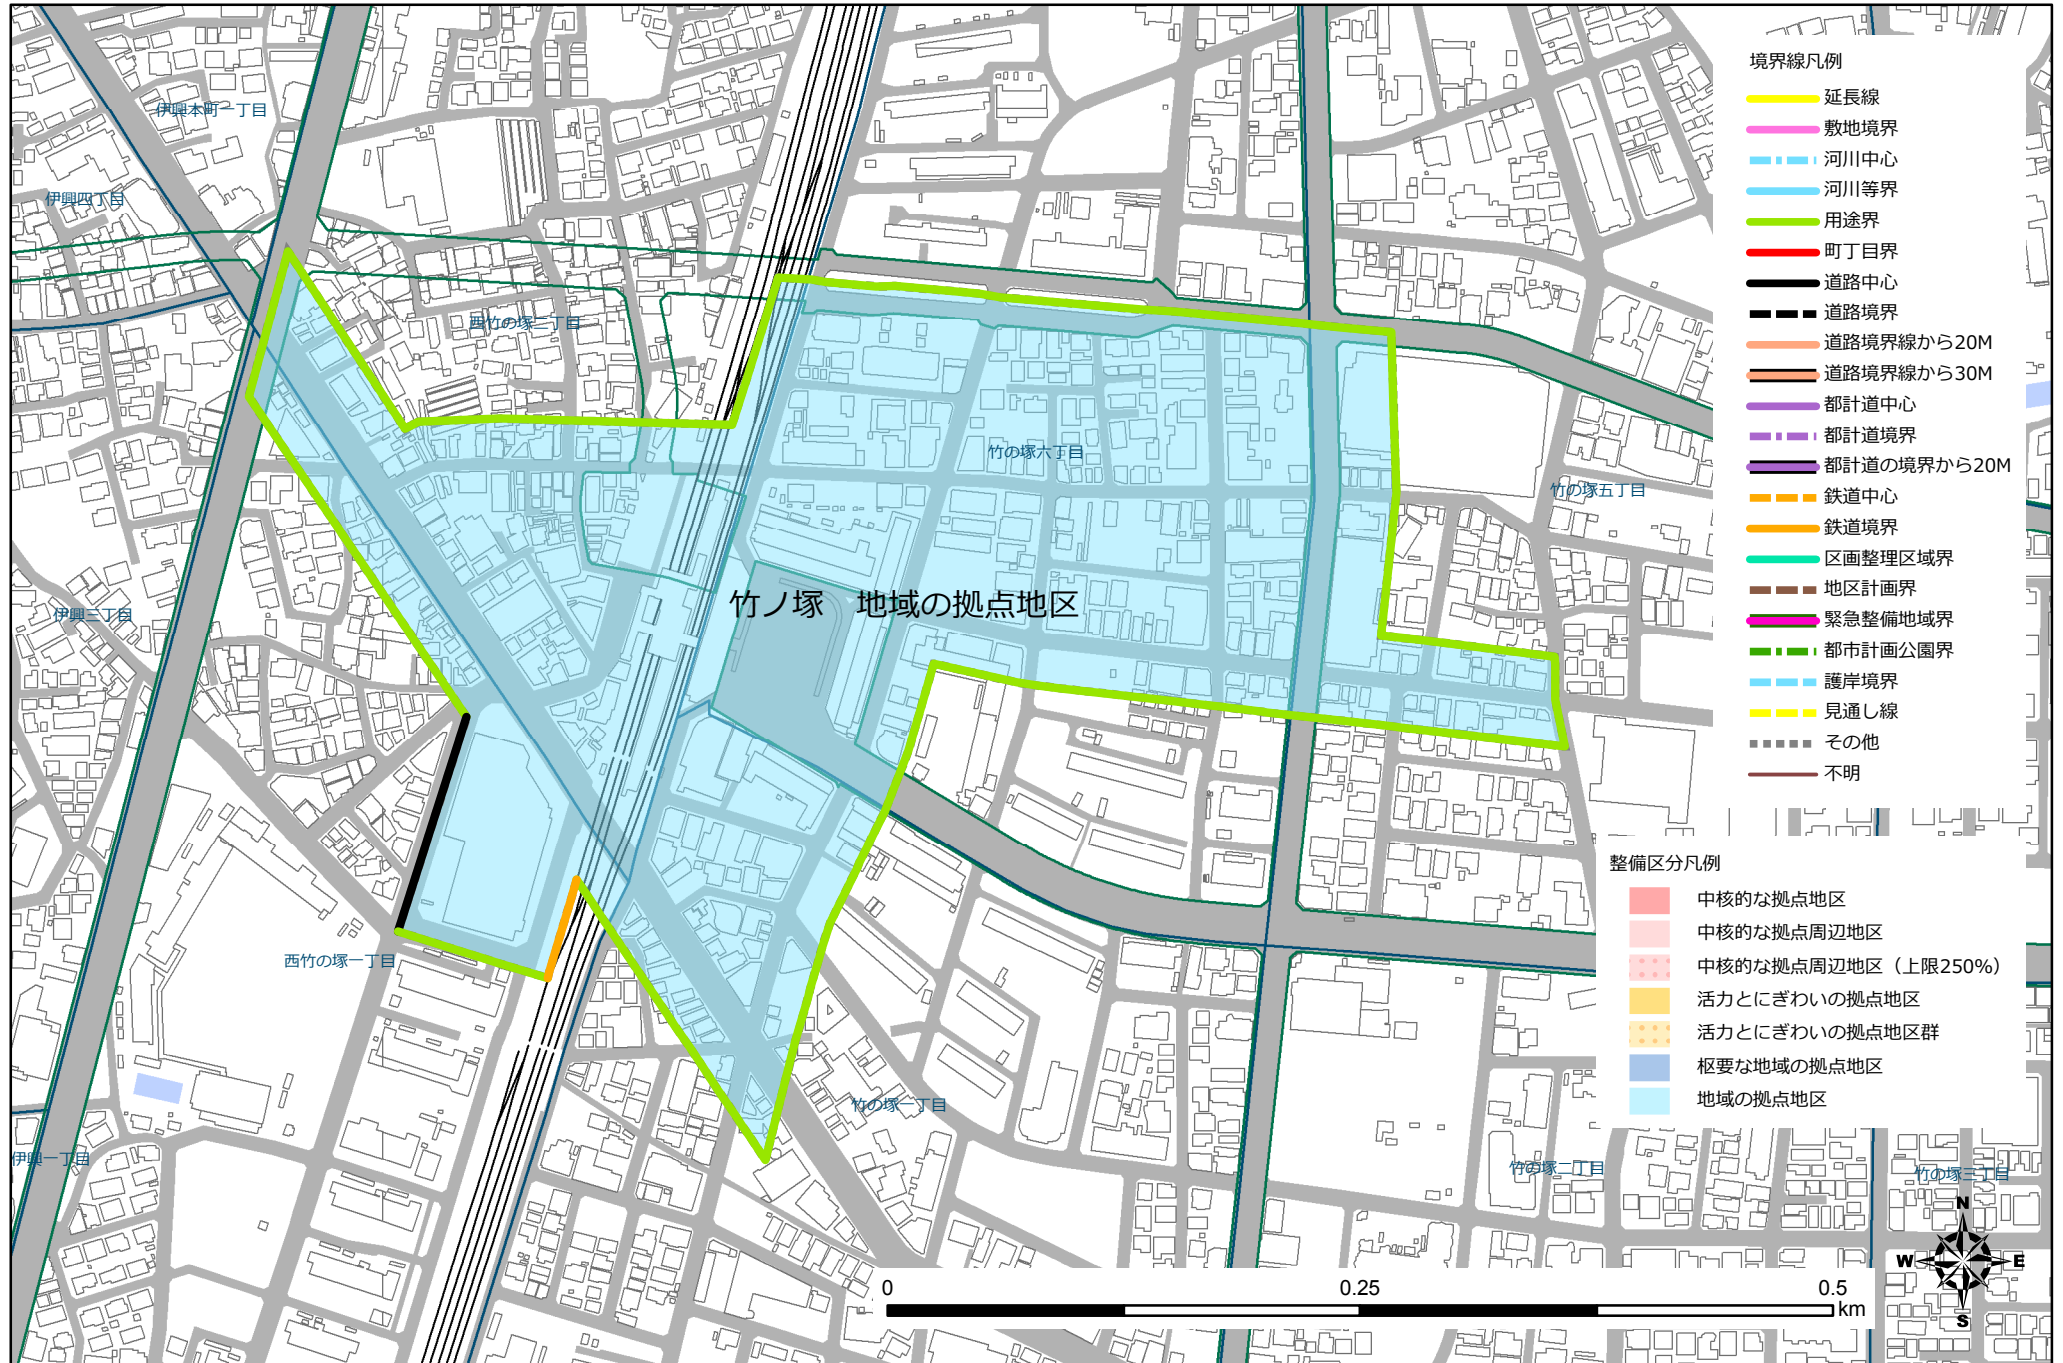 境界線凡例
延長線
敷地境界
河川中心
河川等界
用途界
町丁目界
道路中心
道路境界
道路境界線から20M
道路境界線から30M
都計道中心
都計道境界
都計道の境界から20M
鉄道中心
鉄道境界
区画整理区域界
地区計画界
緊急整備地域界
都市計画公園界
護岸境界
見通し線
その他
不明
伊興本町一丁目
伊興四丁目
西竹の塚二丁目
竹の塚六丁目
竹の塚五丁目
竹ノ塚　地域の拠点地区
伊興三丁目
西竹の塚一丁目
竹の塚一丁目
伊興一丁目
竹の塚二丁目
竹の塚三丁目
整備区分凡例
中核的な拠点地区
中核的な拠点周辺地区
中核的な拠点周辺地区（上限250%）
活力とにぎわいの拠点地区
活力とにぎわいの拠点地区群
枢要な地域の拠点地区
地域の拠点地区
N
W E
S
0 0.25 0.5
km